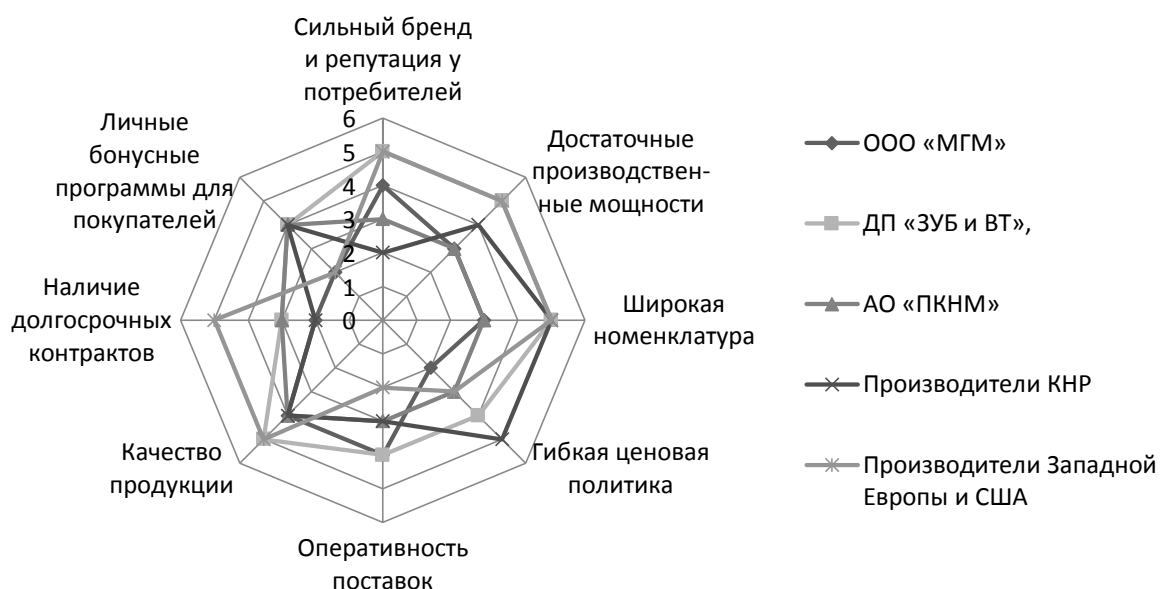 Сильный бренд
и репутация у
потребителей
Достаточные
производствен-
ные мощности
Широкая
номенклатура
Гибкая ценовая
политика
Оперативность
поставок
Качество
продукции
Наличие
долгосрочных
контрактов
Личные
бонусные
программы для
покупателей
6
5
4
3
2
1
0
ООО «МГМ»
ДП «ЗУБ и ВТ»,
АО «ПКНМ»
Производители КНР
Производители Западной
Европы и США